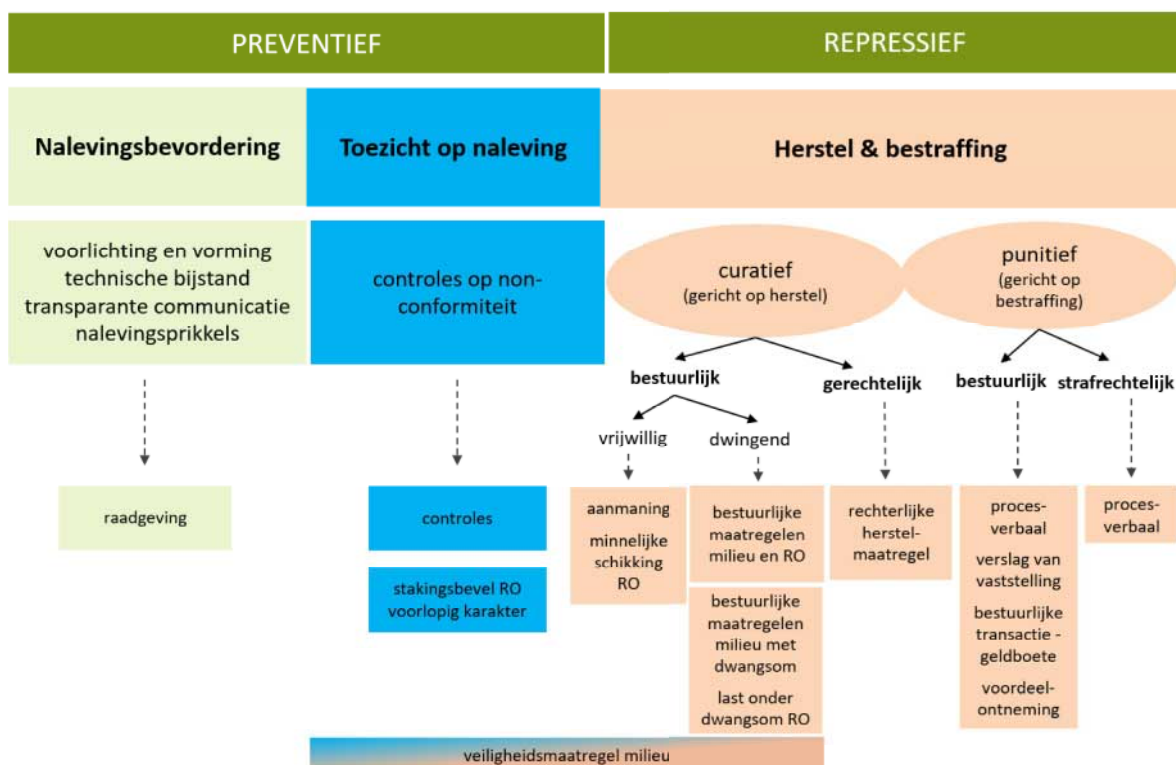 PREVENTIEF
REPRESSIEF
Nalevingsbevordering
Toezicht op naleving
Herstel & bestraffing
voorlichting en vorming
technische bijstand
transparante communicatie
nalevingsprikkels
controles op non-
conformiteit
curatief
(gericht op herstel)
punitief
(gericht op
bestraffing)
bestuurlijk
gerechtelijk
bestuurlijk
strafrechtelijk
vrijwillig
dwingend
raadgeving
controles
stakingsbevel RO
voorlopig karakter
aanmaning
minnelijke
schikking
RO
bestuurlijke
maatregelen
milieu en RO
bestuurlijke
maatregelen
milieu met
dwangsom
last onder
dwangsom RO
rechterlijke
herstel-
maatregel
proces-
verbaal
verslag van
vaststelling
bestuurlijke
transactie -
geldboete
voordeel-
ontneming
proces-
verbaal
veiligheidsmaatregel milieu